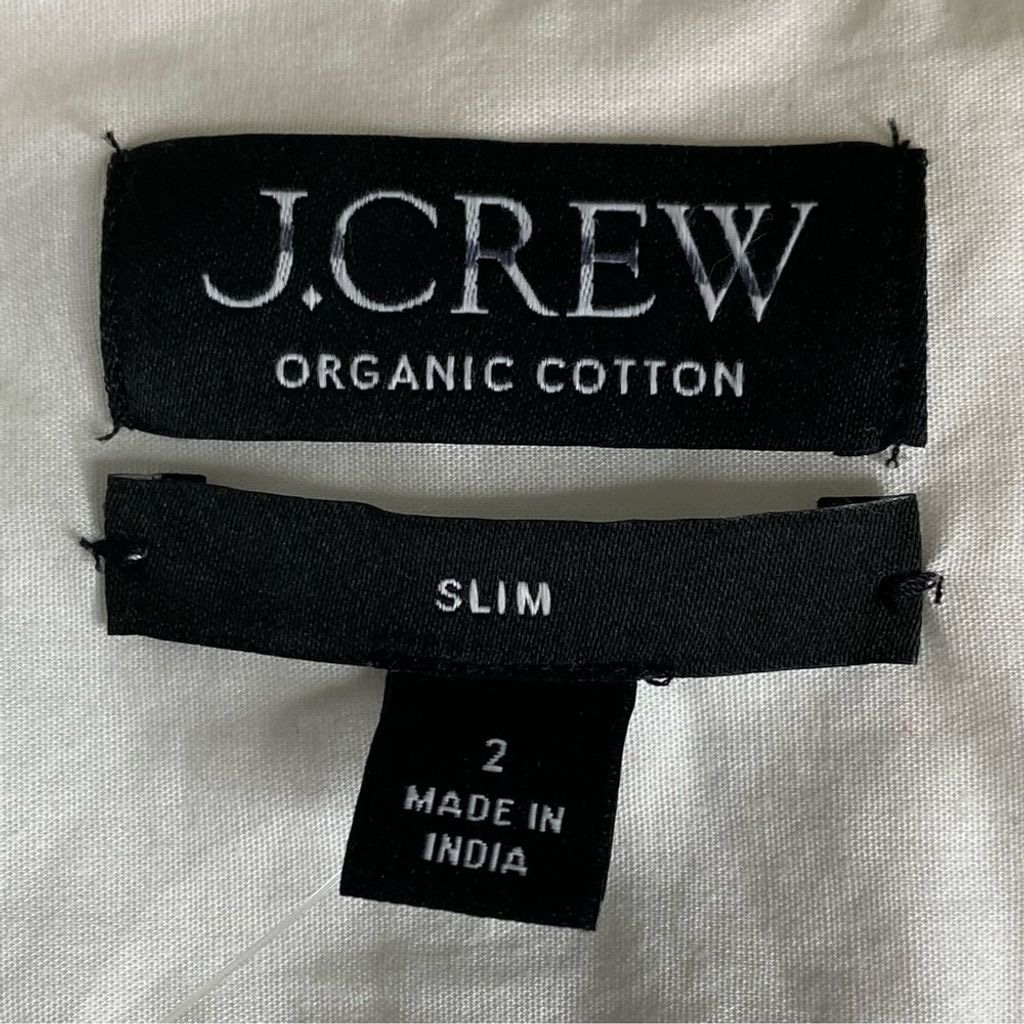 J.CREW
ORGANIC COTTON
SLIM
2
MADE IN
INDIA